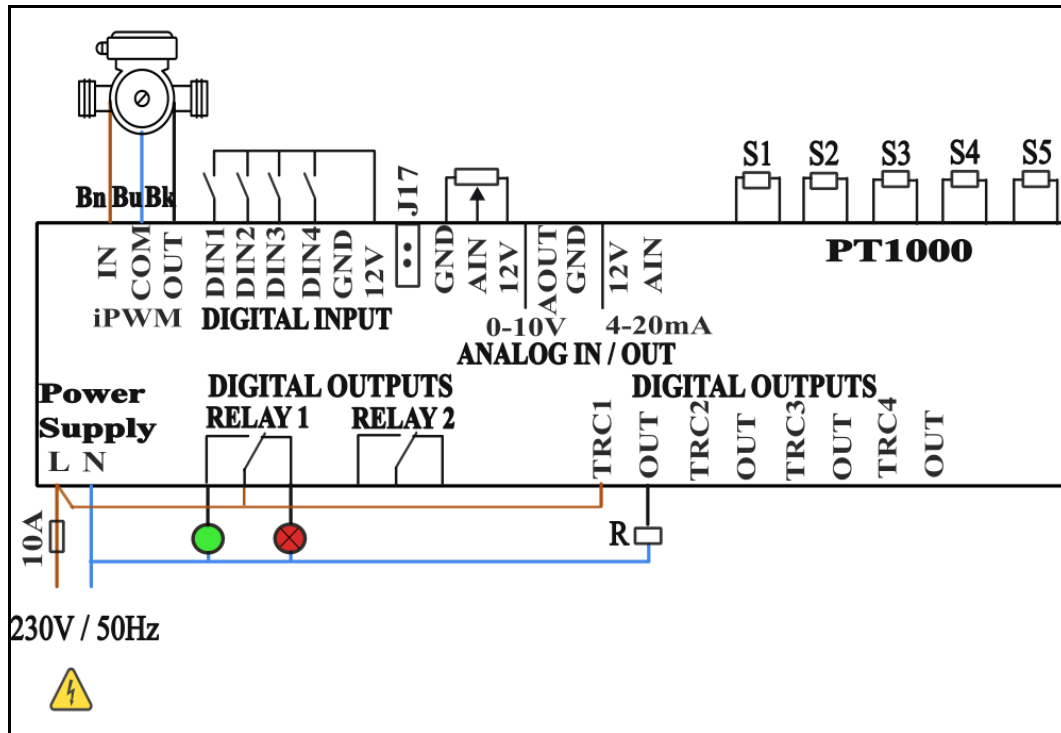 S1 S2 S3 S4 S5
Bn Bu Bk
J17
IN COM OUT DIN1 DIN2 DIN3 DIN4 GND 12V GND AIN 12V AOUT GND 12V AIN
PT1000
iPWM DIGITAL INPUT
0-10V 4-20mA
ANALOG IN / OUT
Power
Supply
L N
DIGITAL OUTPUTS
RELAY 1 RELAY 2
DIGITAL OUTPUTS
TRC1 OUT TRC2 OUT TRC3 OUT TRC4 OUT
10A
R
230V / 50Hz